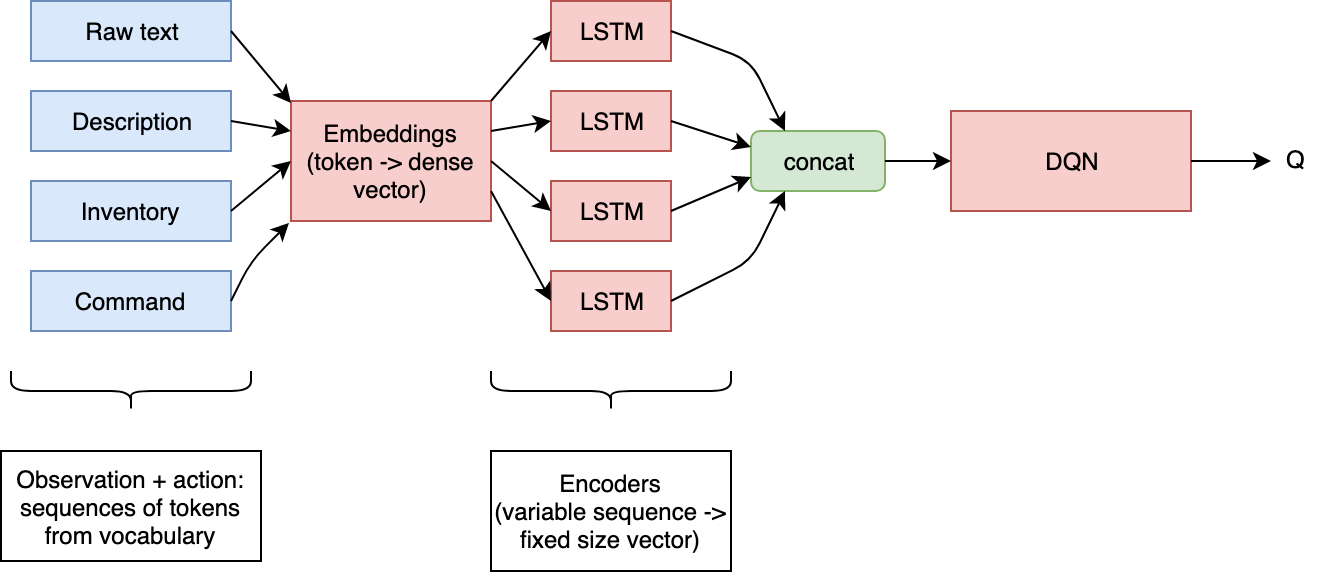 Raw text
Description
Inventory
Command
Embeddings
(token -> dense
vector)
LSTM
LSTM
LSTM
LSTM
concat
DQN
Q
Observation + action:
sequences of tokens
from vocabulary
Encoders
(variable sequence ->
fixed size vector)